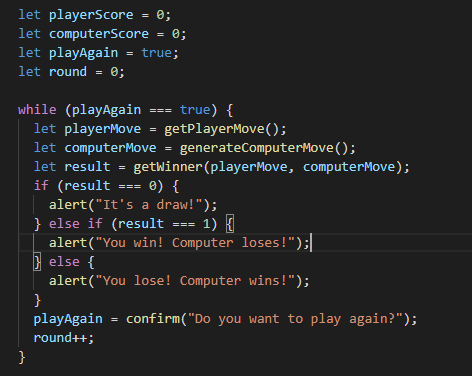 let playerScore = 0;
let computerScore = 0;
let playAgain = true;
let round = 0;

while (playAgain === true) {
  let playerMove = getPlayerMove();
  let computerMove = generateComputerMove();
  let result = getWinner(playerMove, computerMove);
  if (result === 0) {
    alert("It's a draw!");
  } else if (result === 1) {
    alert("You win! Computer loses!");
  } else {
    alert("You lose! Computer wins!");
  }
  playAgain = confirm("Do you want to play again?");
  round++;
}